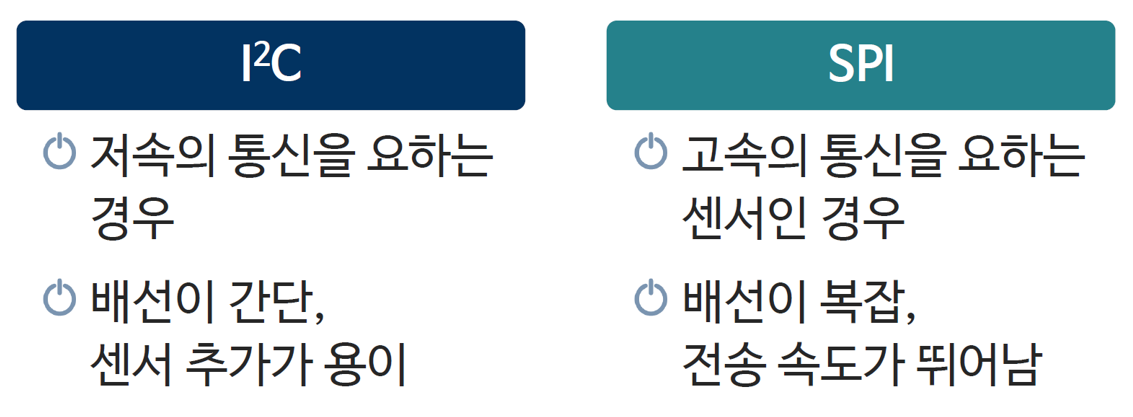 I²C
저속의 통신을 요하는
경우
배선이 간단,
센서 추가가 용이
SPI
고속의 통신을 요하는
센서인 경우
배선이 복잡,
전송 속도가 뛰어남